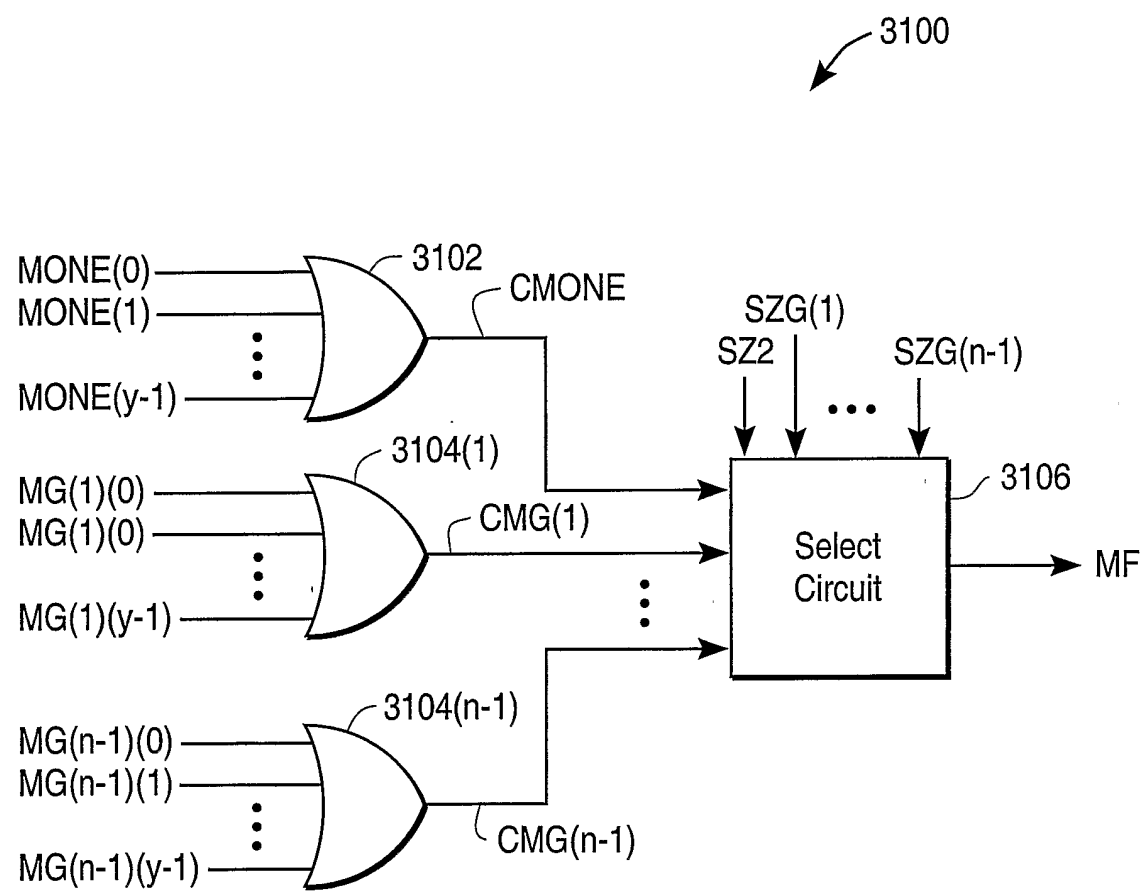 3100
MONE(0)
MONE(1)
MONE(y-1)
3102
CMONE
SZG(1)
SZ2
SZG(n-1)
MG(1)(0)
MG(1)(0)
MG(1)(y-1)
3104(1)
CMG(1)
3106
Select
Circuit
MF
MG(n-1)(0)
MG(n-1)(1)
MG(n-1)(y-1)
3104(n-1)
CMG(n-1)